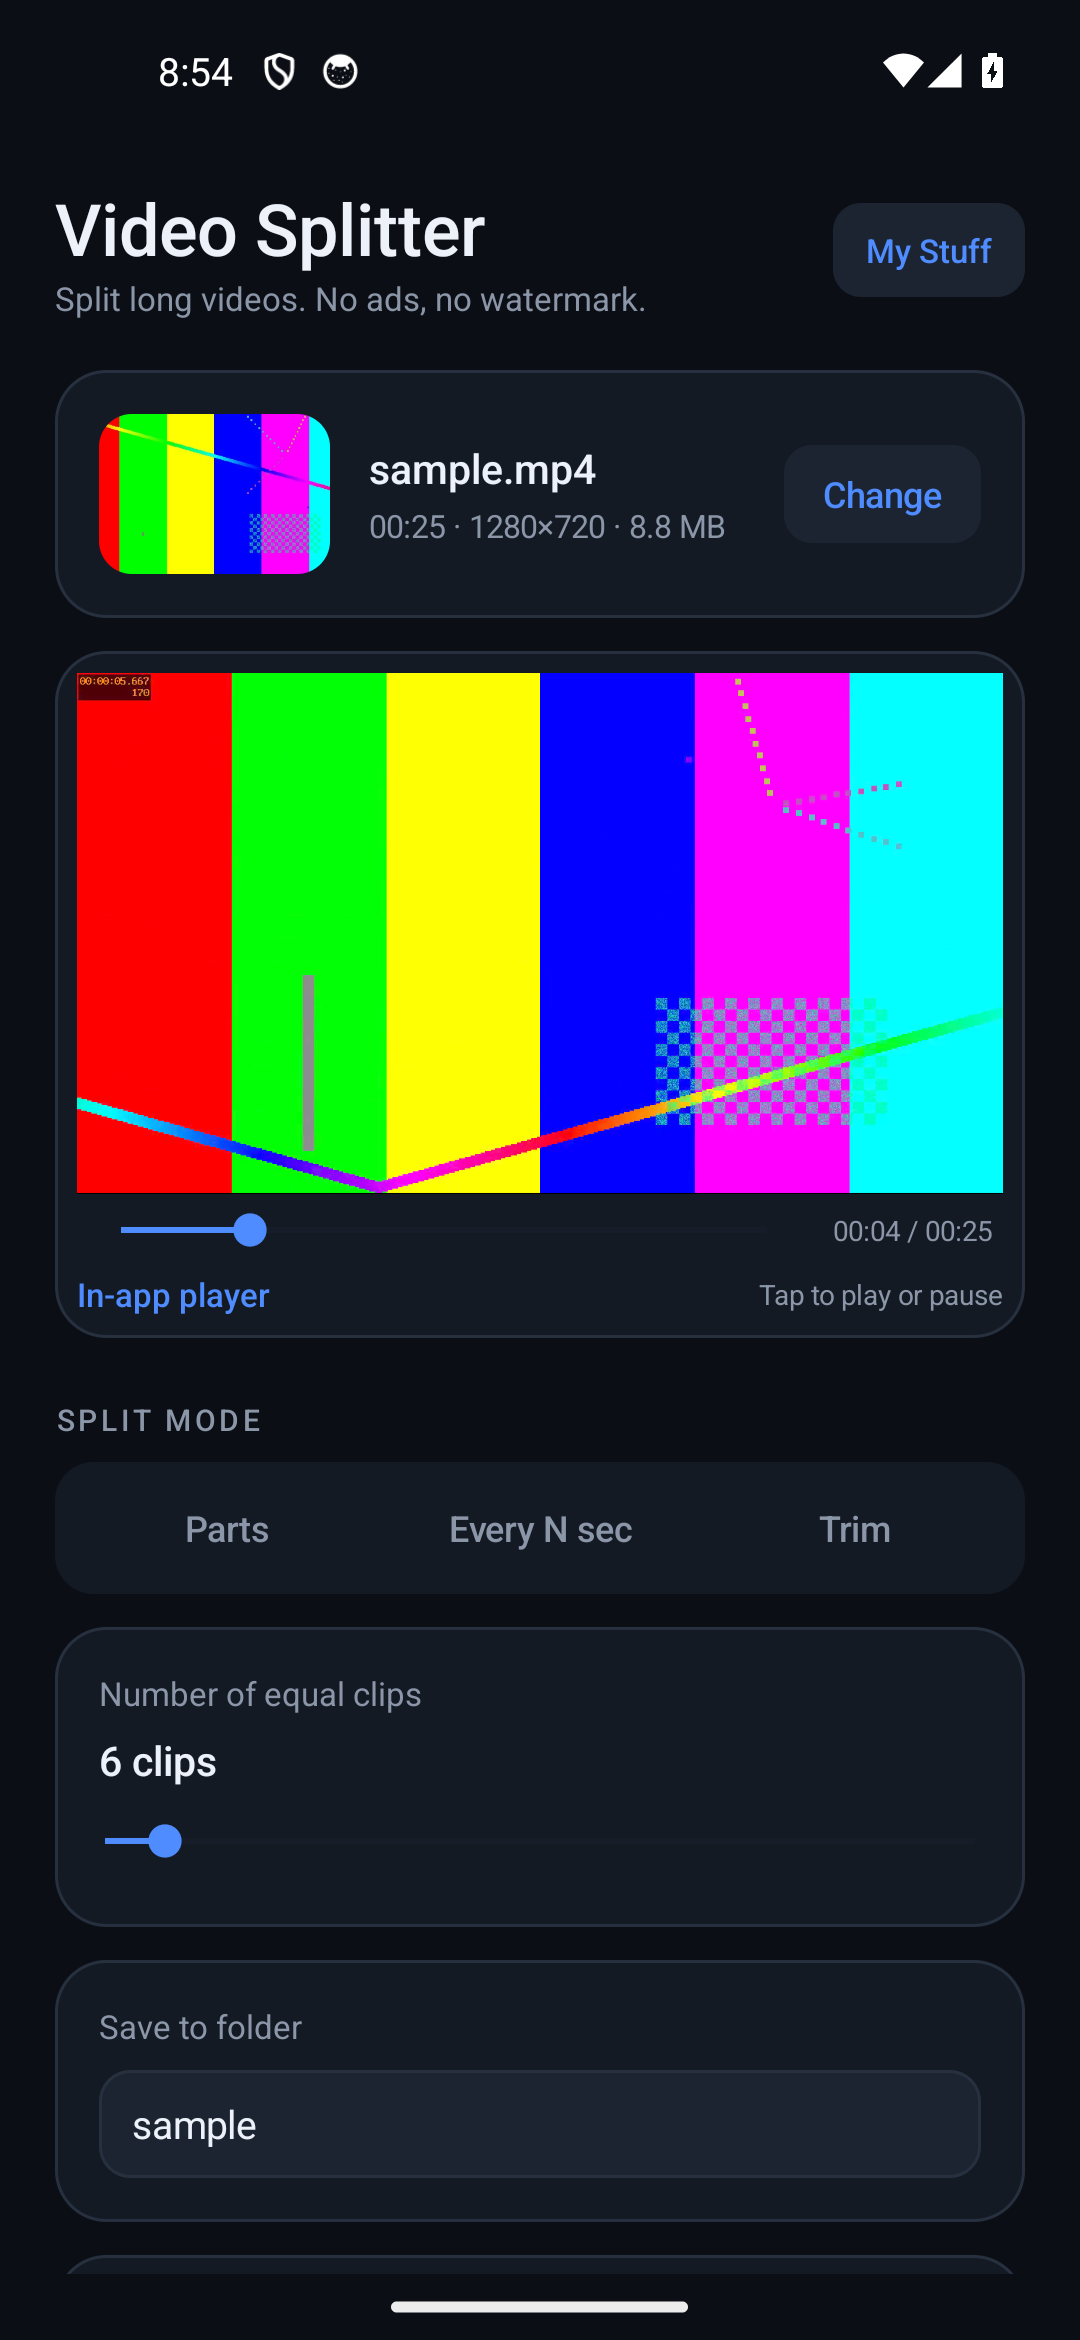 8:54
Video Splitter
My Stuff
Split long videos. No ads, no watermark.
sample.mp4
00:25 · 1280×720 · 8.8 MB
Change
00:00:05.667
170
00:04 / 00:25
In-app player
Tap to play or pause
SPLIT MODE
Parts
Every N sec
Trim
Number of equal clips
6 clips
Save to folder
sample